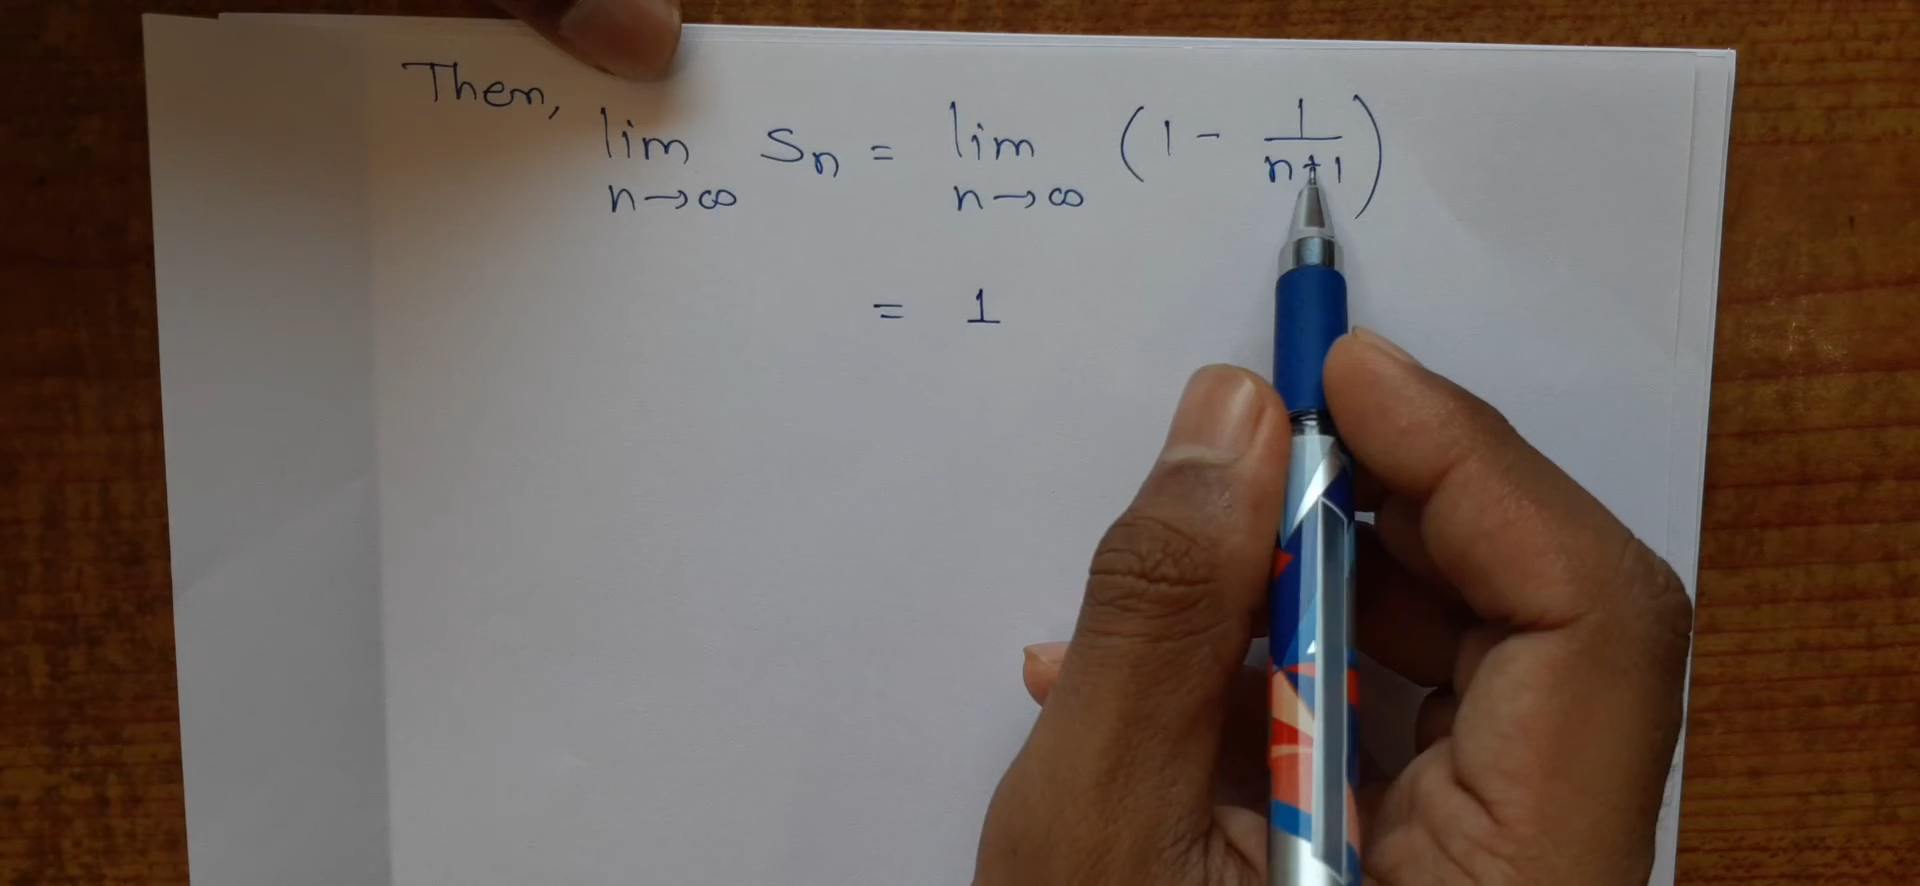 Then,
lim n→∞ Sn = lim n→∞ (1 - 1/(n+1))
= 1